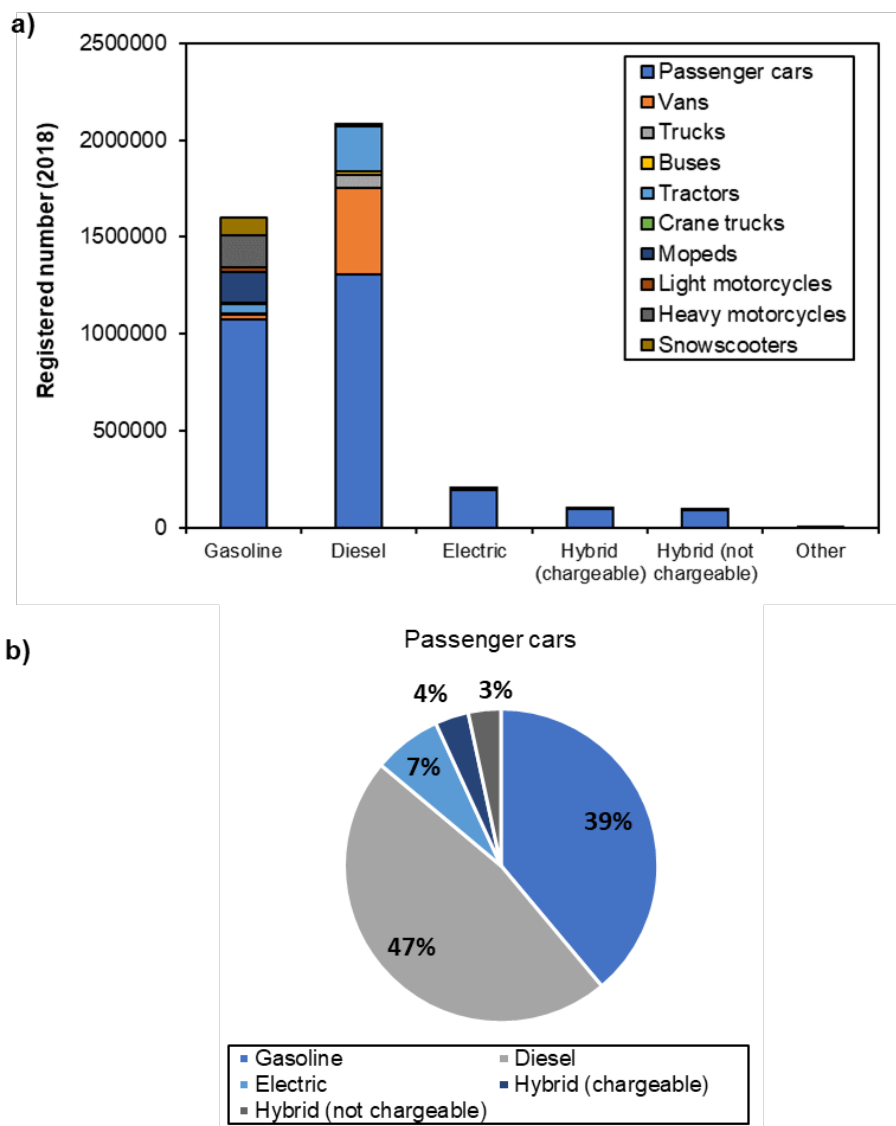 a)
2500000
2000000
1500000
1000000
500000
0
Registered number (2018)
Passenger cars
Vans
Trucks
Buses
Tractors
Crane trucks
Mopeds
Light motorcycles
Heavy motorcycles
Snowscooters
Gasoline
Diesel
Electric
Hybrid
(chargeable)
Hybrid (not
chargeable)
Other
b)
Passenger cars
4%
3%
7%
39%
47%
Gasoline
Diesel
Electric
Hybrid (chargeable)
Hybrid (not chargeable)